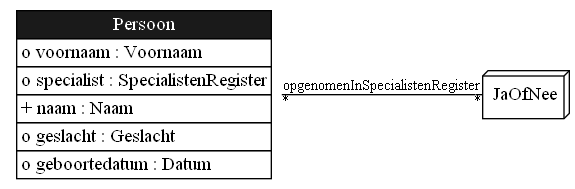 Persoon
o voornaam : Voornaam
o specialist : SpecialistenRegister
+ naam : Naam
o geslacht : Geslacht
o geboortedatum : Datum
opgenomenInSpecialistenRegister
* *
JaOfNee